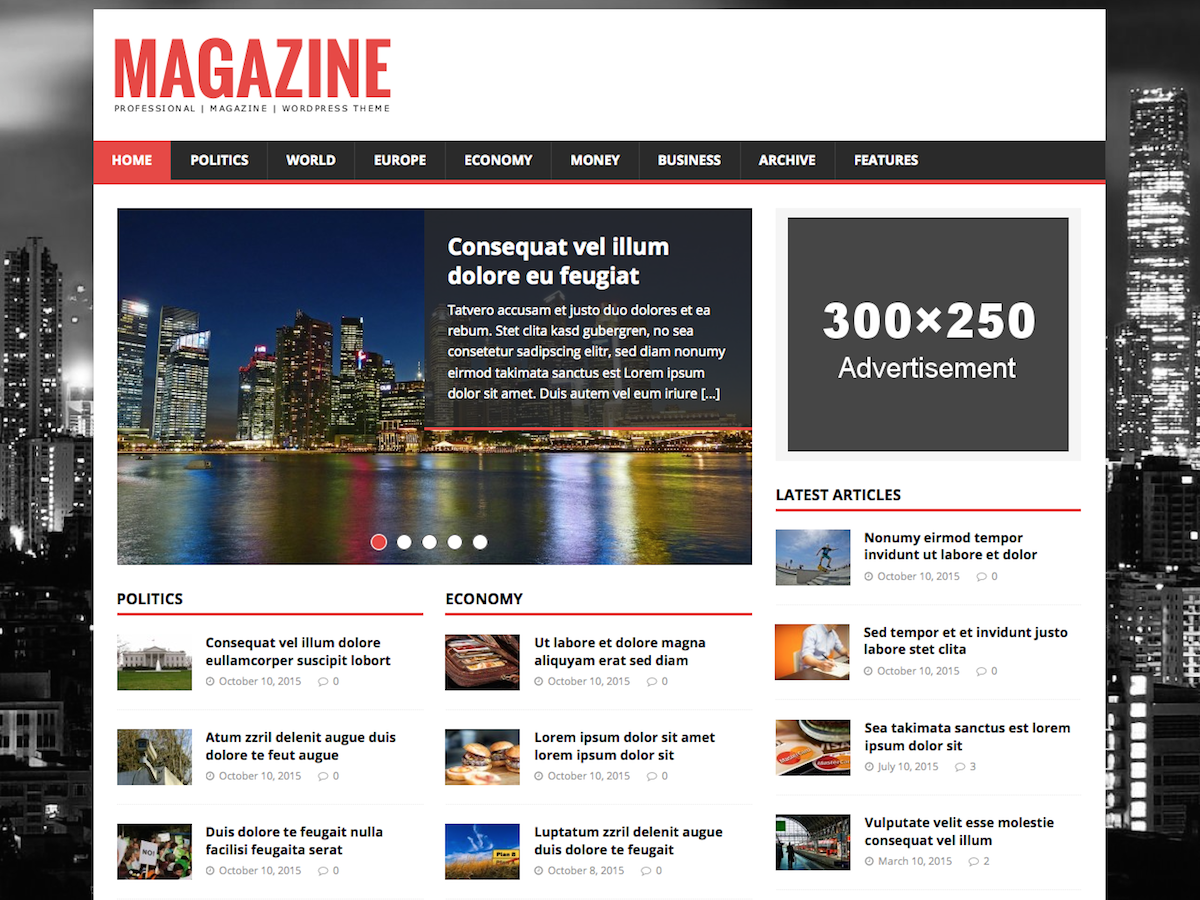 MAGAZINE
PROFESSIONAL | MAGAZINE | WORDPRESS THEME
HOME POLITICS WORLD EUROPE ECONOMY MONEY BUSINESS ARCHIVE FEATURES
Consequat vel illum
dolore eu feugiat
Tatvero accusam et justo duo dolores et ea
rebum. Stet clita kasd gubergren, no sea
consetetur sadipscing elitr, sed diam nonumy
eirmod takimata sanctus est Lorem ipsum
dolor sit amet. Duis autem vel eum iriure [...]
POLITICS
Consequat vel illum dolore
eullamcorper suscipit lobort
October 10, 2015 0
Atum zzril delenit augue duis
dolore te feut augue
October 10, 2015 0
NO!
Duis dolore te feugait nulla
facilisi feugaita serat
October 10, 2015 0
ECONOMY
Ut labore et dolore magna
aliquyam erat sed diam
October 10, 2015 0
Lorem ipsum dolor sit amet
lorem ipsum dolor sit
October 10, 2015 0
Plan B
Luptatum zzril delenit augue
duis dolore te feugait
October 8, 2015 0
300×250
Advertisement
LATEST ARTICLES
Nonumy eirmod tempor
invidunt ut labore et dolor
October 10, 2015 0
Sed tempor et et invidunt justo
labore stet clita
October 10, 2015 0
MasterCard
Sea takimata sanctus est lorem
ipsum dolor sit
July 10, 2015 3
Vulputate velit esse molestie
consequat vel illum
March 10, 2015 2